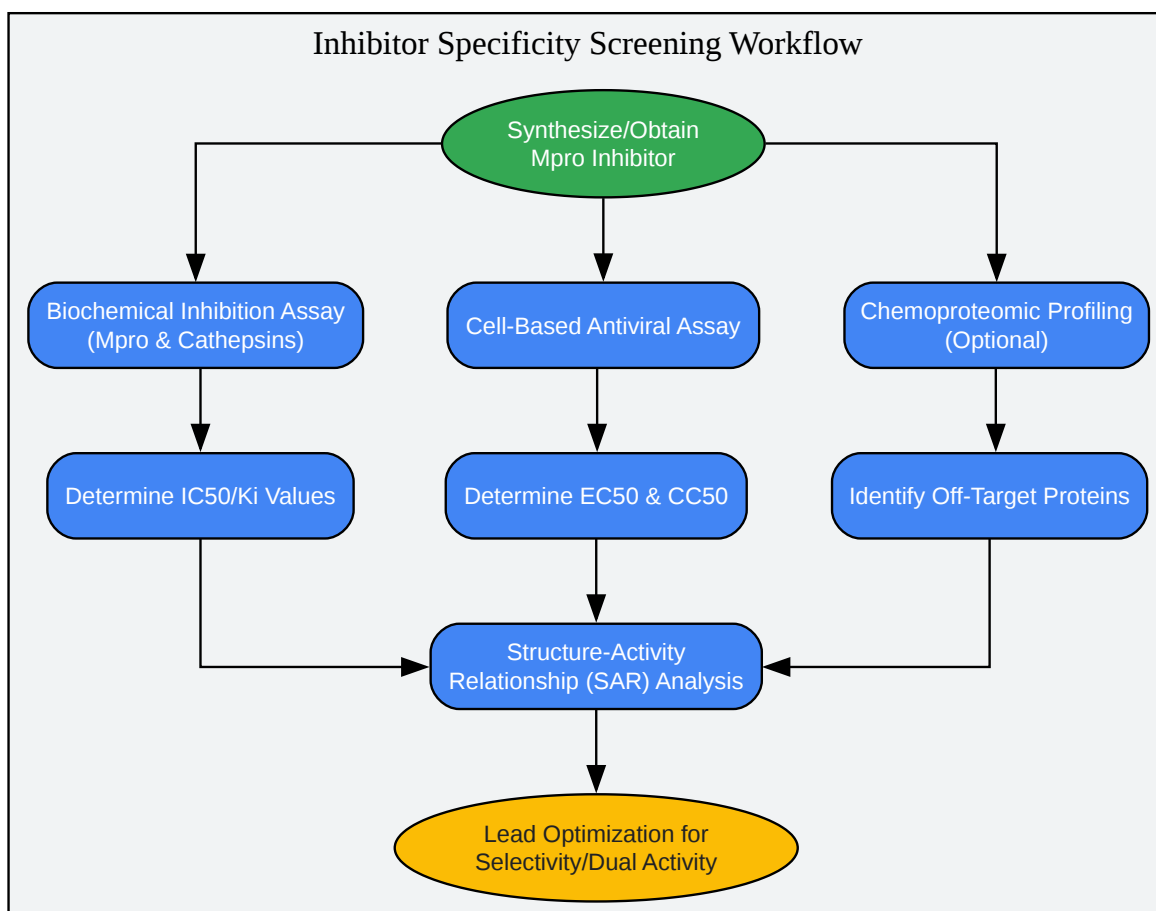 Inhibitor Specificity Screening Workflow
Synthesize/Obtain
Mpro Inhibitor
Biochemical Inhibition Assay
(Mpro & Cathepsins)
Cell-Based Antiviral Assay
Chemoproteomic Profiling
(Optional)
Determine IC50/Ki Values
Determine EC50 & CC50
Identify Off-Target Proteins
Structure-Activity
Relationship (SAR) Analysis
Lead Optimization for
Selectivity/Dual Activity